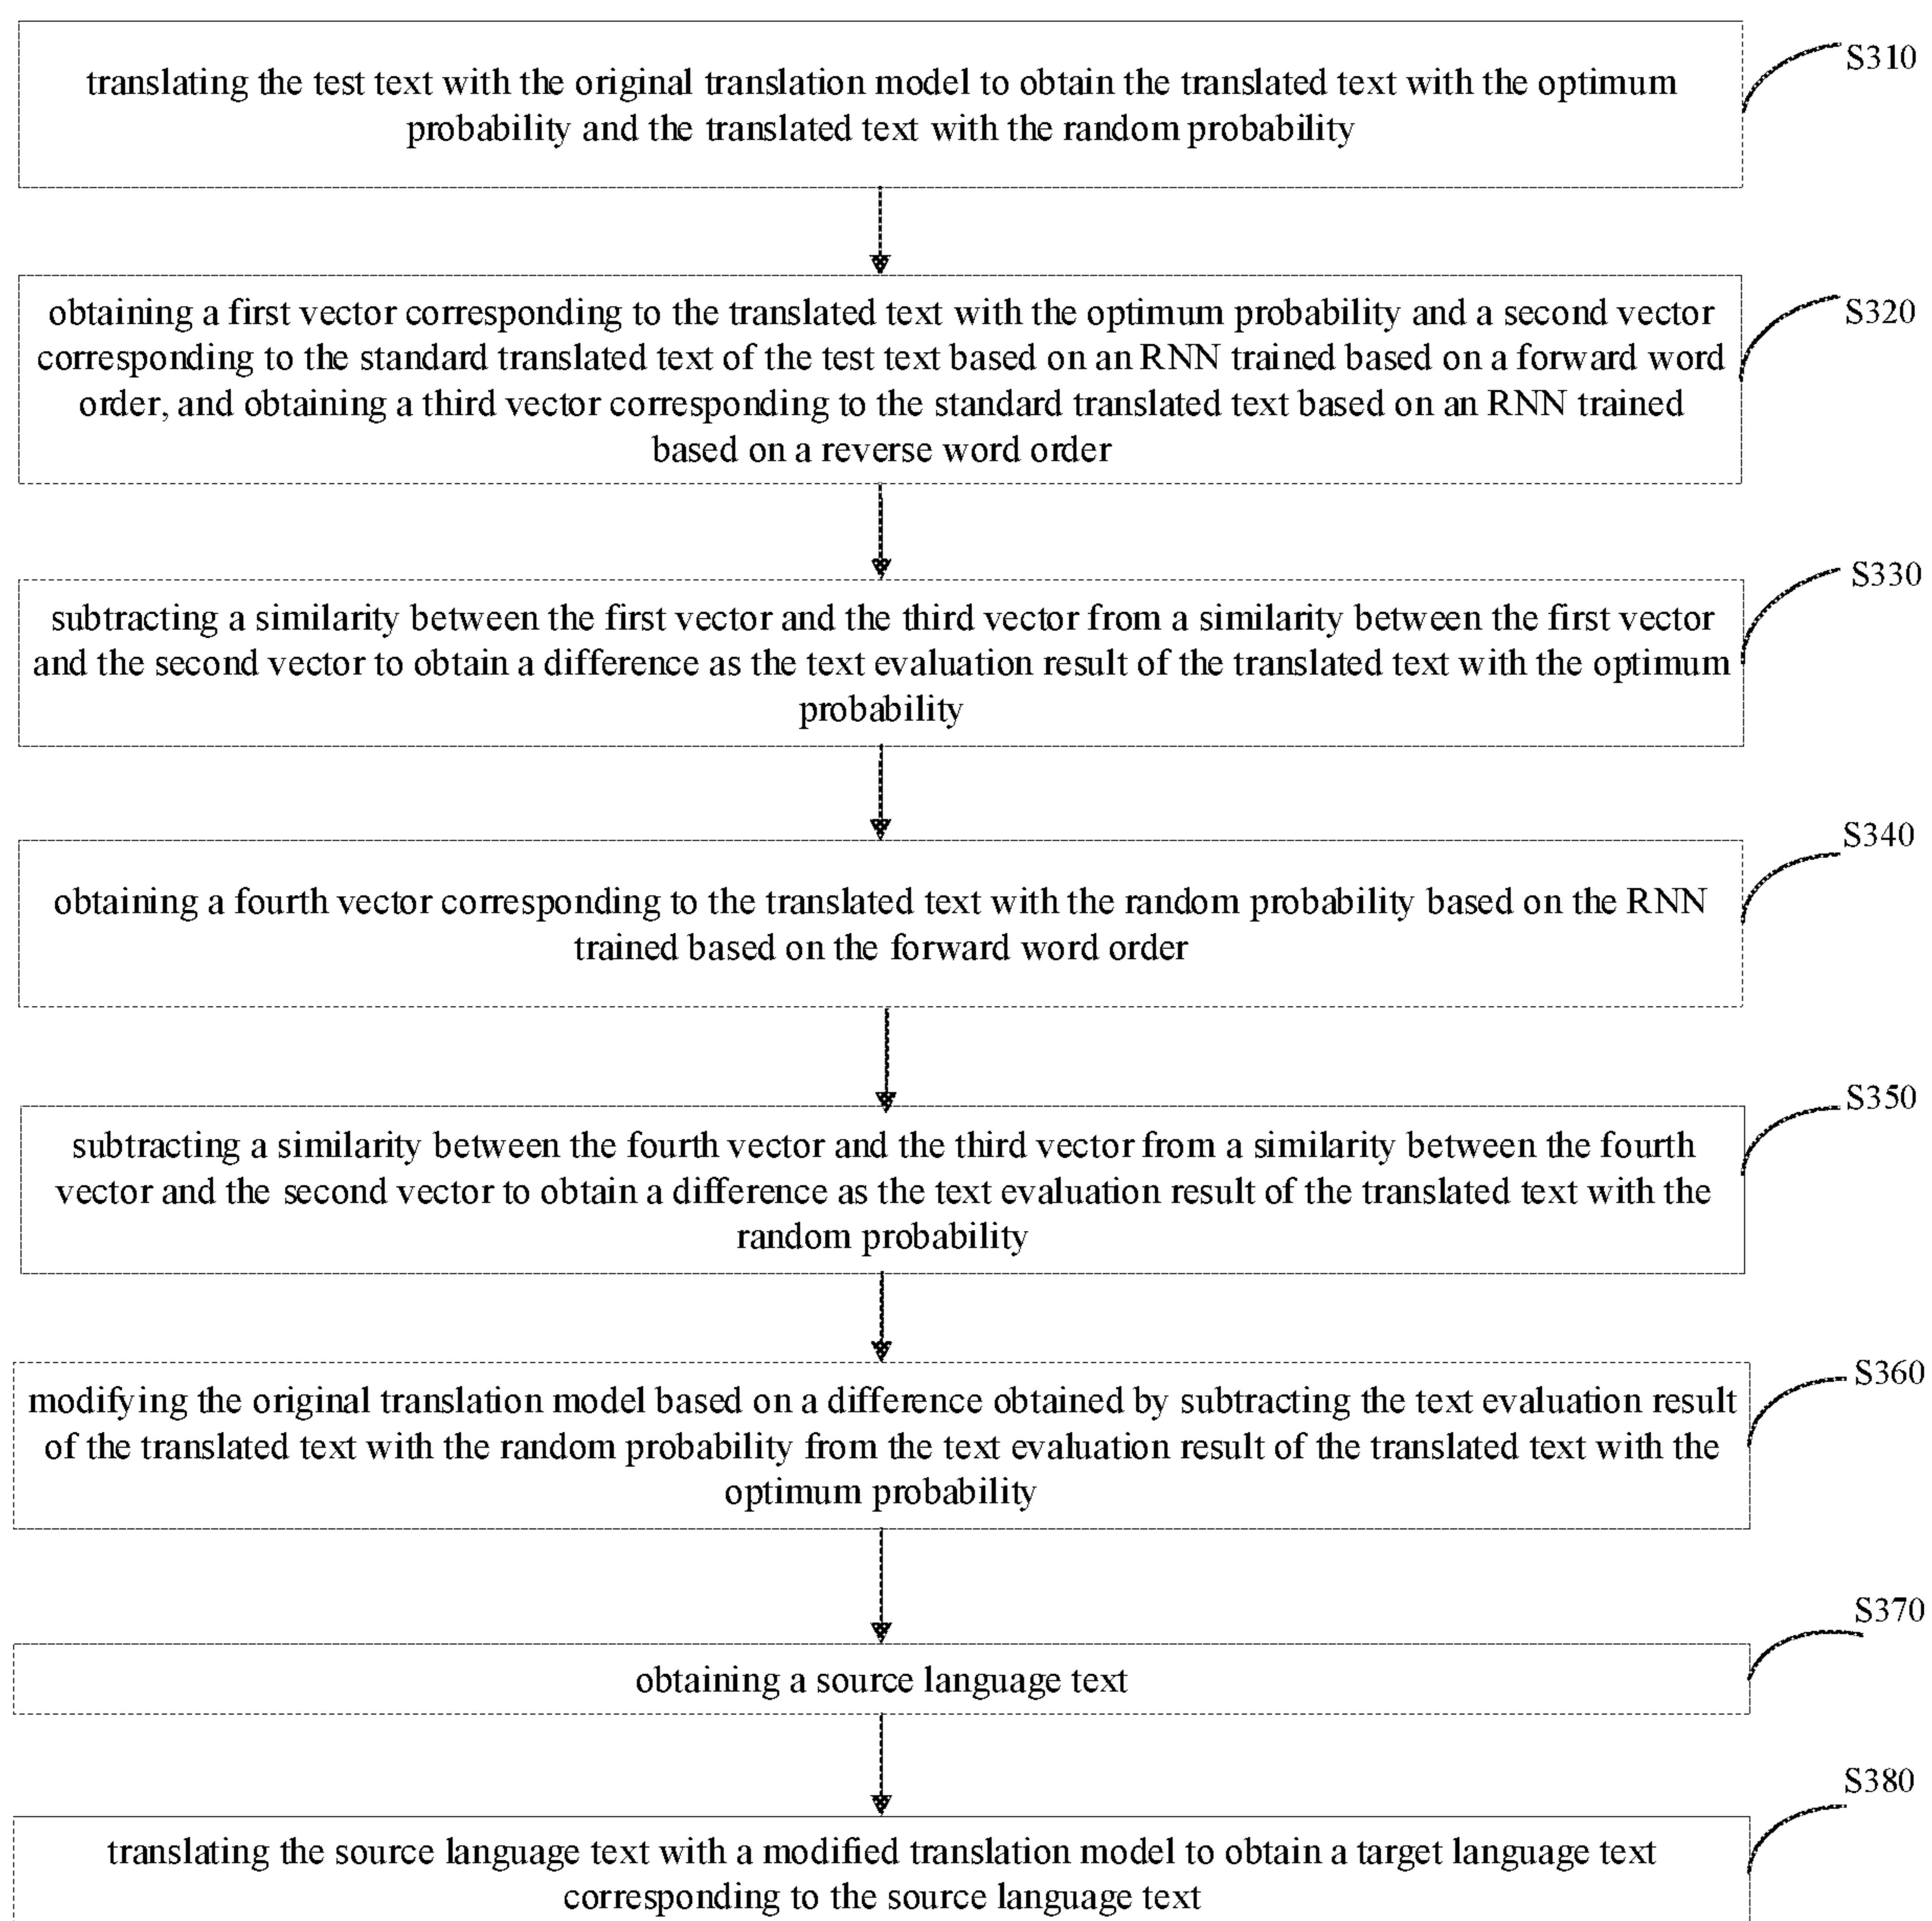 translating the test text with the original translation model to obtain the translated text with the optimum
probability and the translated text with the random probability
S310
obtaining a first vector corresponding to the translated text with the optimum probability and a second vector
corresponding to the standard translated text of the test text based on an RNN trained based on a forward word
order, and obtaining a third vector corresponding to the standard translated text based on an RNN trained
based on a reverse word order
S320
subtracting a similarity between the first vector and the third vector from a similarity between the first vector
and the second vector to obtain a difference as the text evaluation result of the translated text with the optimum
probability
S330
obtaining a fourth vector corresponding to the translated text with the random probability based on the RNN
trained based on the forward word order
S340
subtracting a similarity between the fourth vector and the third vector from a similarity between the fourth
vector and the second vector to obtain a difference as the text evaluation result of the translated text with the
random probability
S350
modifying the original translation model based on a difference obtained by subtracting the text evaluation result
of the translated text with the random probability from the text evaluation result of the translated text with the
optimum probability
S360
obtaining a source language text
S370
translating the source language text with a modified translation model to obtain a target language text
corresponding to the source language text
S380